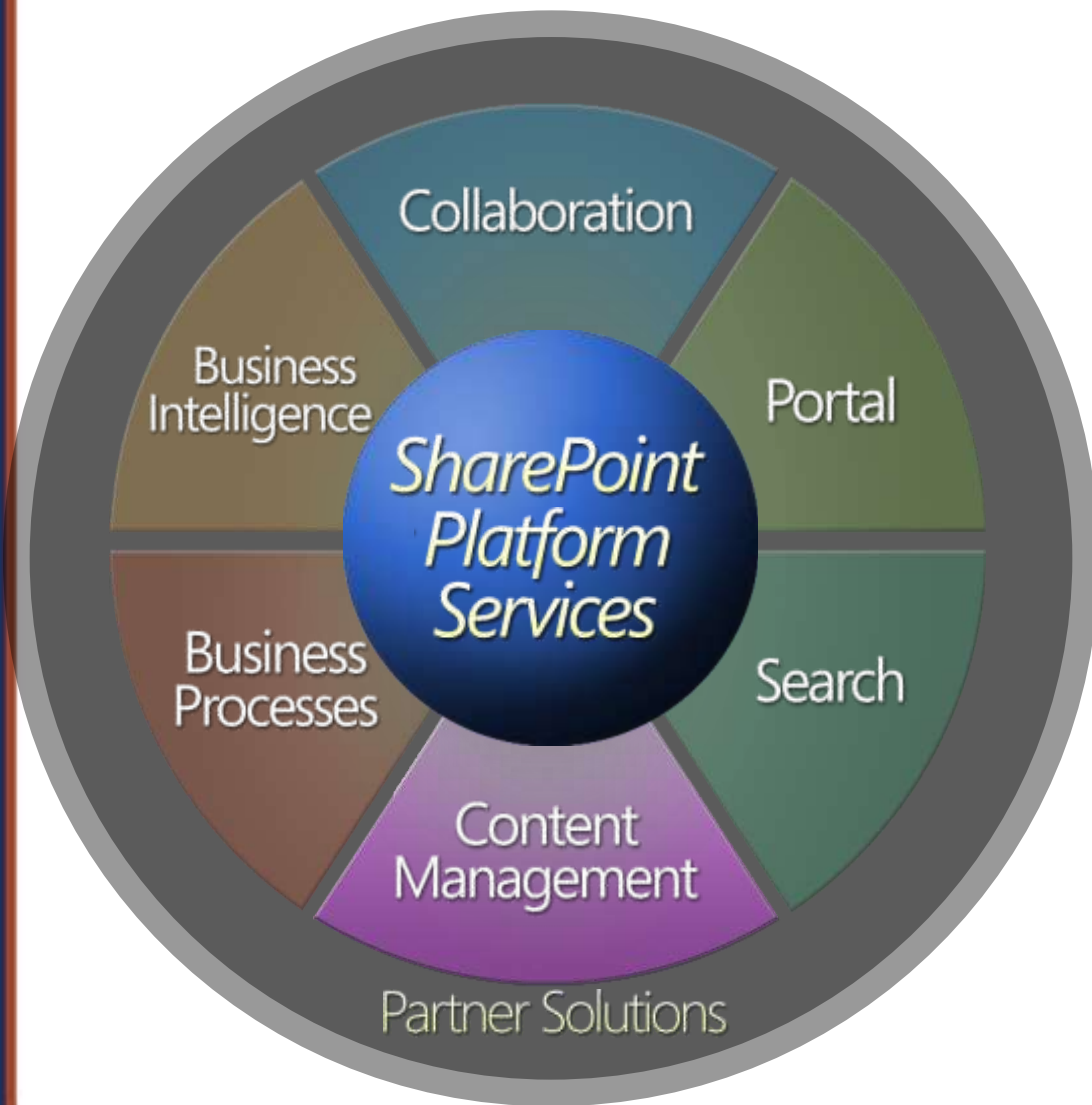 Collaboration
Business
Intelligence
Portal
SharePoint
Platform
Services
Business
Processes
Search
Content
Management
Partner Solutions